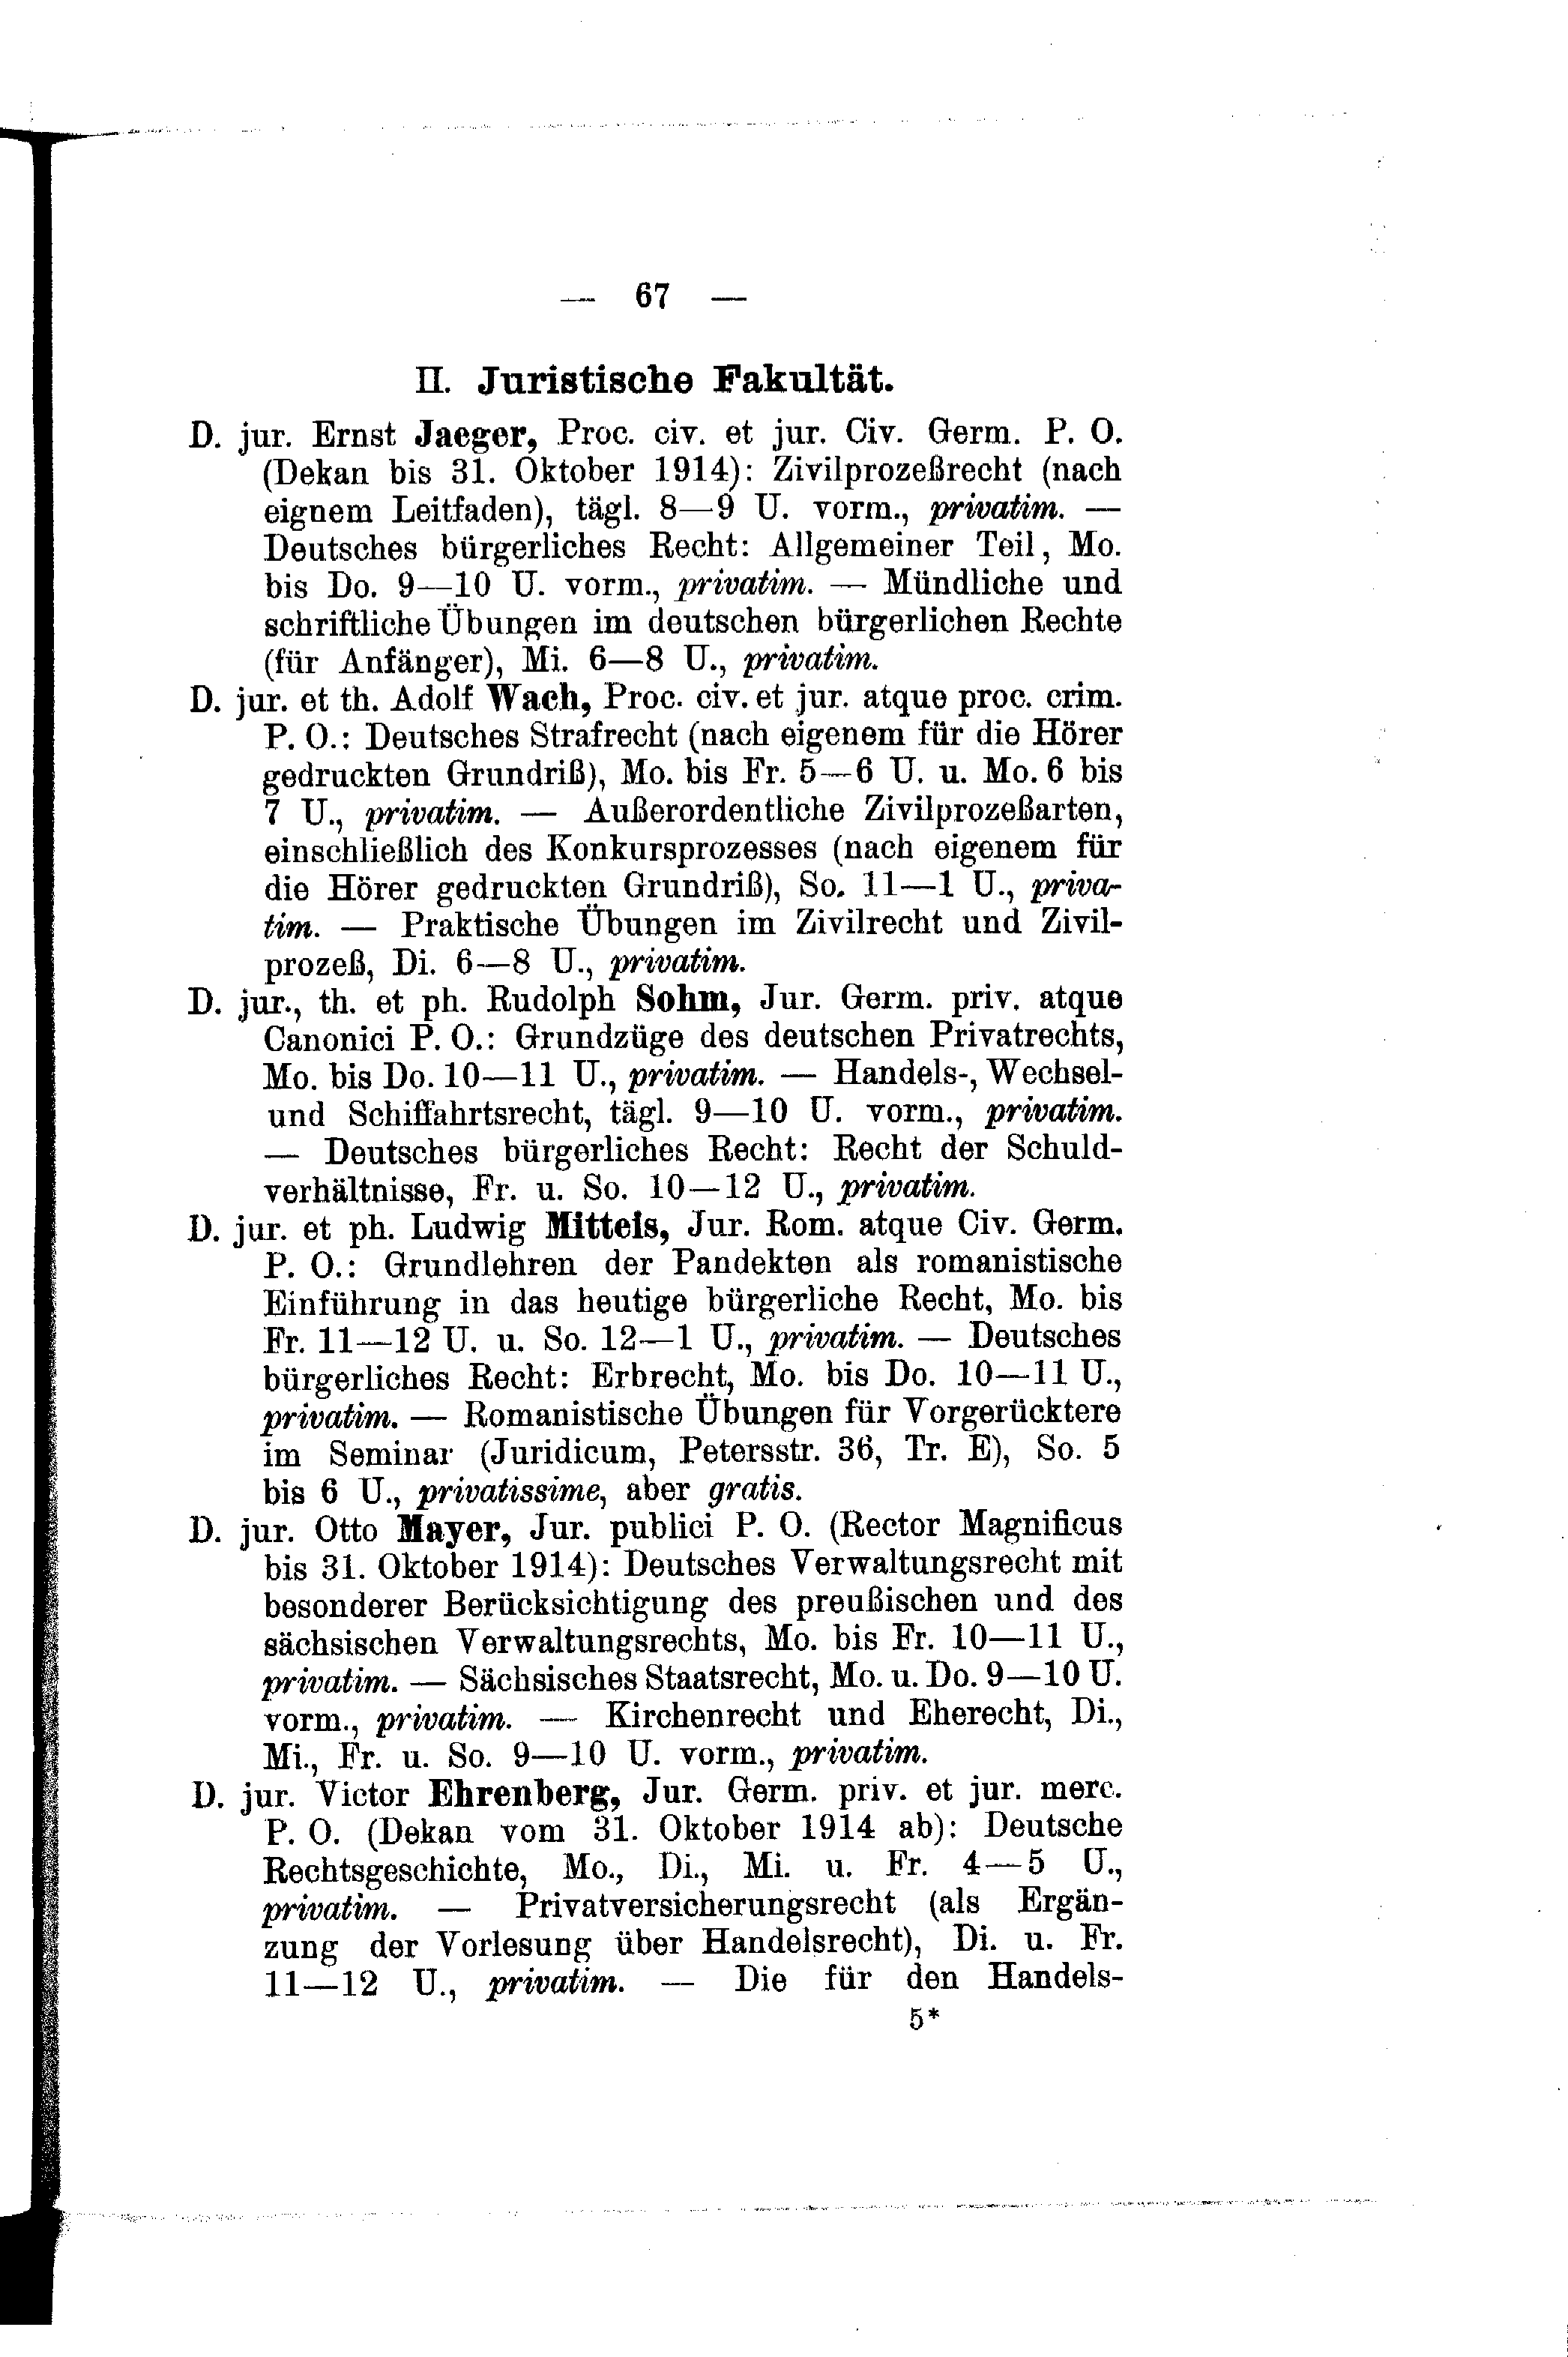 — 67 —
II. Juristische Fakultät.
D. jur. Ernst Jaeger, Proc. civ. et jur. Civ. Germ. P. O.
(Dekan bis 31. Oktober 1914): Zivilprozeßrecht (nach
eignem Leitfaden), tägl. 8—9 U. vorm., privatim. —
Deutsches bürgerliches Recht: Allgemeiner Teil, Mo.
bis Do. 9—10 U. vorm., privatim. — Mündliche und
schriftliche Übungen im deutschen bürgerlichen Rechte
(für Anfänger), Mi. 6—8 U., privatim.
D. jur. et th. Adolf Wach, Proc. civ. et jur. atque proc. crim.
P. O.: Deutsches Strafrecht (nach eigenem für die Hörer
gedruckten Grundriß), Mo. bis Fr. 5—6 U. u. Mo. 6 bis
7 U., privatim. — Außerordentliche Zivilprozeßarten,
einschließlich des Konkursprozesses (nach eigenem für
die Hörer gedruckten Grundriß), So. 11—1 U., priva-
tim. — Praktische Übungen im Zivilrecht und Zivil-
prozeß, Di. 6—8 U., privatim.
D. jur., th. et ph. Rudolph Sohm, Jur. Germ. priv. atque
Canonici P. O.: Grundzüge des deutschen Privatrechts,
Mo. bis Do. 10—11 U., privatim. — Handels-, Wechsel-
und Schiffahrtsrecht, tägl. 9—10 U. vorm., privatim.
— Deutsches bürgerliches Recht: Recht der Schuld-
verhältnisse, Fr. u. So. 10—12 U., privatim.
D. jur. et ph. Ludwig Mitteis, Jur. Rom. atque Civ. Germ.
P. O.: Grundlehren der Pandekten als romanistische
Einführung in das heutige bürgerliche Recht, Mo. bis
Fr. 11—12 U. u. So. 12—1 U., privatim. — Deutsches
bürgerliches Recht: Erbrecht, Mo. bis Do. 10—11 U.,
privatim. — Romanistische Übungen für Vorgerücktere
im Seminar (Juridicum, Petersstr. 36, Tr. E), So. 5
bis 6 U., privatissime, aber gratis.
D. jur. Otto Mayer, Jur. publici P. O. (Rector Magnificus
bis 31. Oktober 1914): Deutsches Verwaltungsrecht mit
besonderer Berücksichtigung des preußischen und des
sächsischen Verwaltungsrechts, Mo. bis Fr. 10—11 U.,
privatim. — Sächsisches Staatsrecht, Mo. u. Do. 9—10 U.
vorm., privatim. — Kirchenrecht und Eherecht, Di.,
Mi., Fr. u. So. 9—10 U. vorm., privatim.
D. jur. Victor Ehrenberg, Jur. Germ. priv. et jur. merc.
P. O. (Dekan vom 31. Oktober 1914 ab): Deutsche
Rechtsgeschichte, Mo., Di., Mi. u. Fr. 4—5 U.,
privatim. — Privatversicherungsrecht (als Ergän-
zung der Vorlesung über Handelsrecht), Di. u. Fr.
11—12 U., privatim. — Die für den Handels-
5*